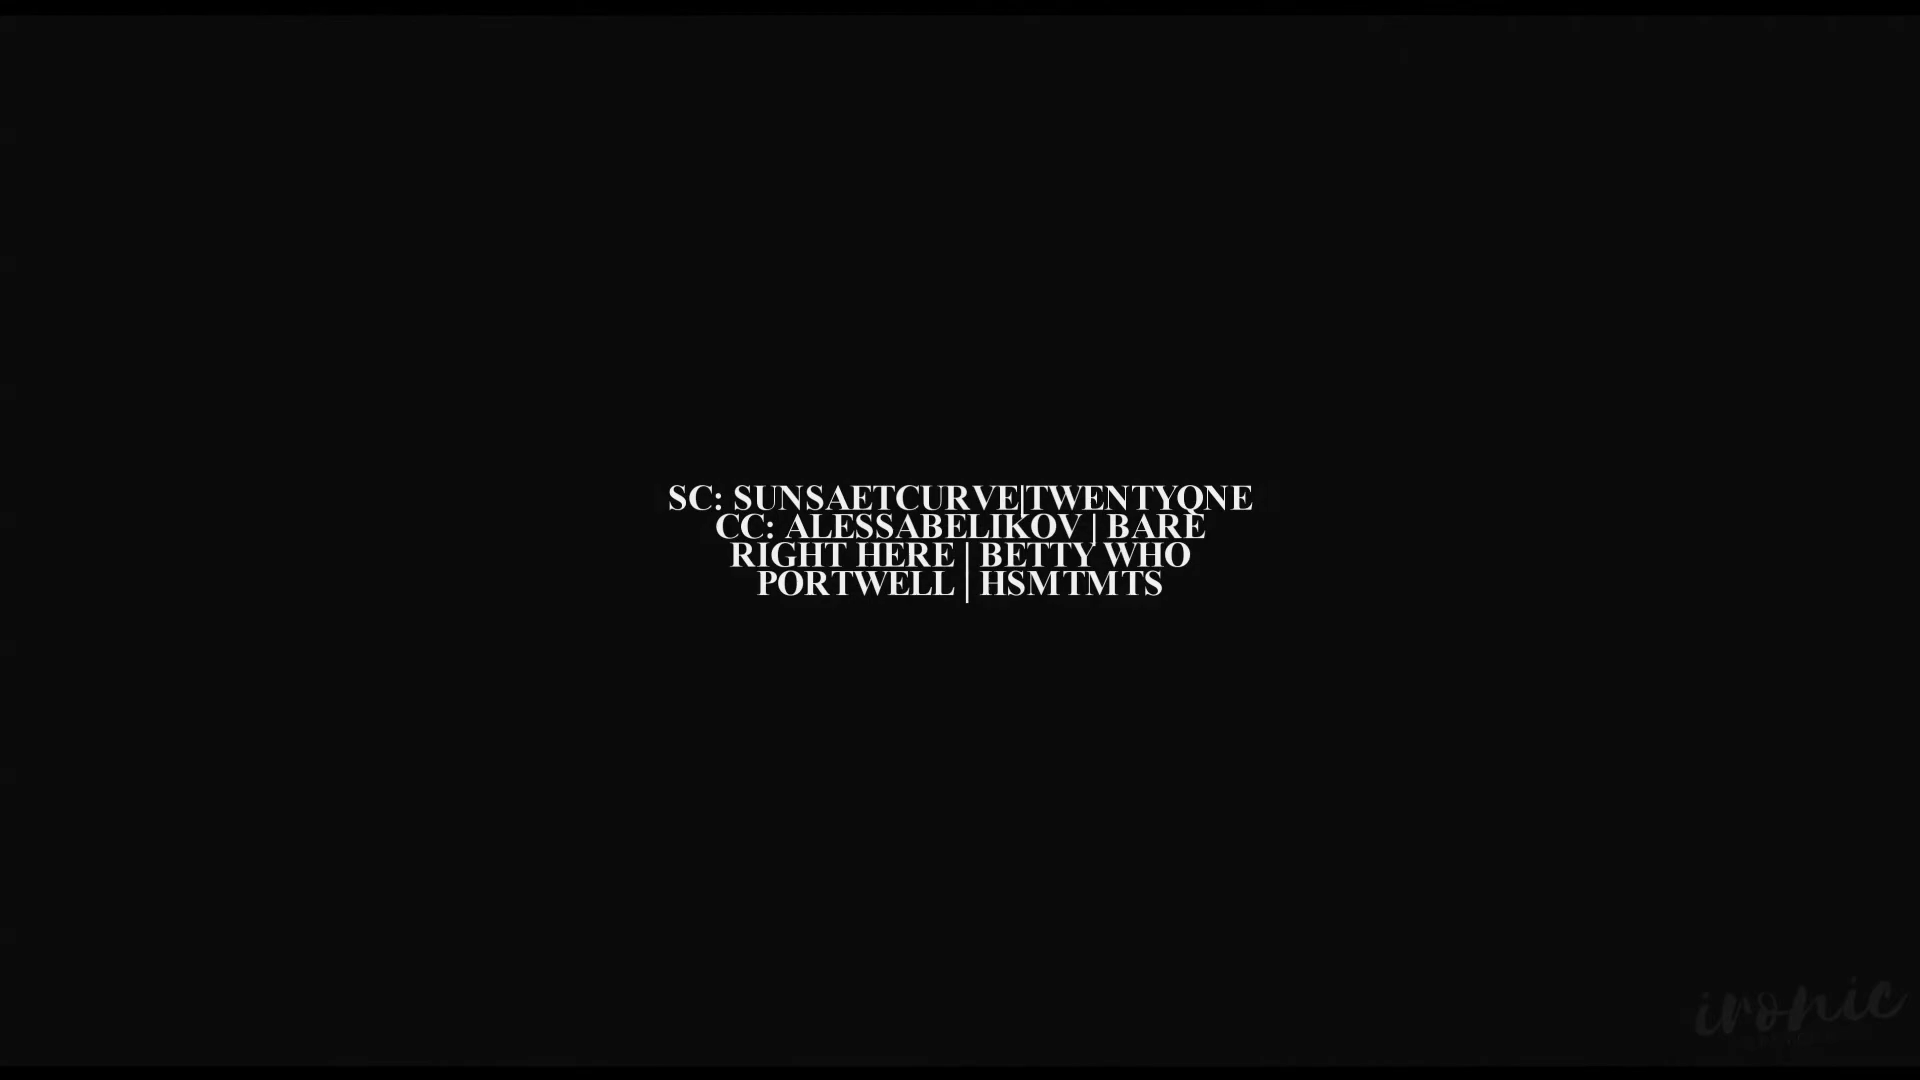 SC: SUNSAETCURVE|TWENTYONE
CC: ALESSABELIKOV | BARE
RIGHT HERE | BETTY WHO
PORTWELL | HSMTMTS
ironic